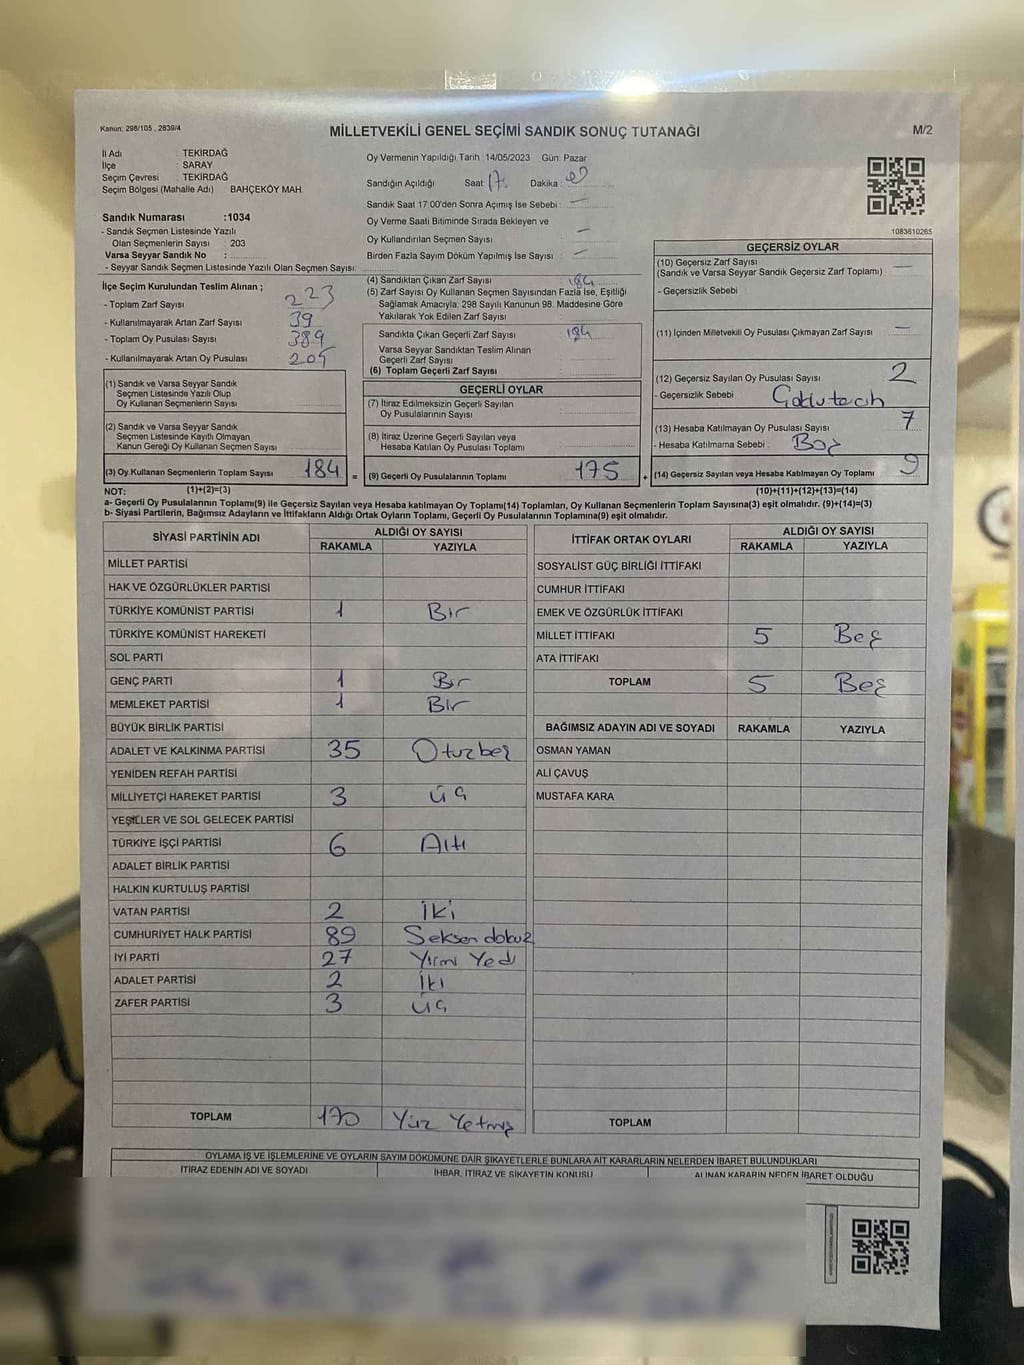 Kanun: 298/105 , 2839/4
MİLLETVEKİLİ GENEL SEÇİMİ SANDIK SONUÇ TUTANAĞI
M/2
İl Adı : TEKİRDAĞ
İlçe : SARAY
Seçim Çevresi : TEKİRDAĞ
Seçim Bölgesi (Mahalle Adı) BAHÇEKÖY MAH.
Sandık Numarası :1034
- Sandık Seçmen Listesinde Yazılı
Olan Seçmenlerin Sayısı : 203
Varsa Seyyar Sandık No :
- Seyyar Sandık Seçmen Listesinde Yazılı Olan Seçmen Sayısı:
Oy Vermenin Yapıldığı Tarih :14/05/2023 Gün: Pazar
Sandığın Açıldığı Saat : 17 Dakika :
Sandık Saat 17:00'den Sonra Açımış İse Sebebi : —
Oy Verme Saati Bitiminde Sırada Bekleyen ve
Oy Kullandırılan Seçmen Sayısı —
Birden Fazla Sayım Döküm Yapılmış İse Sayısı : —
1083610265
İlçe Seçim Kurulundan Teslim Alınan ;
- Toplam Zarf Sayısı 223
- Kullanılmayarak Artan Zarf Sayısı 39
- Toplam Oy Pusulası Sayısı 389
- Kullanılmayarak Artan Oy Pusulası 205
(4) Sandıktan Çıkan Zarf Sayısı 184
(5) Zarf Sayısı Oy Kullanan Seçmen Sayısından Fazla İse, Eşitliği
Sağlamak Amacıyla; 298 Sayılı Kanunun 98. Maddesine Göre
Yakılarak Yok Edilen Zarf Sayısı :
Sandıkta Çıkan Geçerli Zarf Sayısı 184
Varsa Seyyar Sandıktan Teslim Alınan
Geçerli Zarf Sayısı
(6) Toplam Geçerli Zarf Sayısı
GEÇERSİZ OYLAR
(10) Geçersiz Zarf Sayısı —
(Sandık ve Varsa Seyyar Sandık Geçersiz Zarf Toplamı) :
- Geçersizlik Sebebi :
(11) İçinden Milletvekili Oy Pusulası Çıkmayan Zarf Sayısı : —
(12) Geçersiz Sayılan Oy Pusulası Sayısı 2
- Geçersizlik Sebebi
(13) Hesaba Katılmayan Oy Pusulası Sayısı : 7
- Hesaba Katılmama Sebebi : Boş
(1) Sandık ve Varsa Seyyar Sandık
Seçmen Listesinde Yazılı Olup
Oy Kullanan Seçmenlerin Sayısı
(2) Sandık ve Varsa Seyyar Sandık
Seçmen Listesinde Kayıtlı Olmayan
Kanun Gereği Oy Kullanan Seçmen Sayısı
GEÇERLİ OYLAR
(7) İtiraz Edilmeksizin Geçerli Sayılan
Oy Pusulalarının Sayısı
(8) İtiraz Üzerine Geçerli Sayılan veya
Hesaba Katılan Oy Pusulası Toplamı
(3) Oy Kullanan Seçmenlerin Toplam Sayısı 184 = (9) Geçerli Oy Pusulalarının Toplamı 175 + (14) Geçersiz Sayılan veya Hesaba Katılmayan Oy Toplamı 9
NOT: (1)+(2)=(3) (10)+(11)+(12)+(13)=(14)
a- Geçerli Oy Pusulalarının Toplamı(9) ile Geçersiz Sayılan veya Hesaba katılmayan Oy Toplamı(14) Toplamları, Oy Kullanan Seçmenlerin Toplam Sayısına(3) eşit olmalıdır. (9)+(14)=(3)
b- Siyasi Partilerin, Bağımsız Adayların ve İttifakların Aldığı Ortak Oyların Toplamı, Geçerli Oy Pusulalarının Toplamına(9) eşit olmalıdır.
SİYASİ PARTİNİN ADI ALDIĞI OY SAYISI
RAKAMLA YAZIYLA
MİLLET PARTİSİ
HAK VE ÖZGÜRLÜKLER PARTİSİ
TÜRKİYE KOMÜNİST PARTİSİ 1 Bir
TÜRKİYE KOMÜNİST HAREKETİ
SOL PARTİ
GENÇ PARTİ 1 Bir
MEMLEKET PARTİSİ 1 Bir
BÜYÜK BİRLİK PARTİSİ
ADALET VE KALKINMA PARTİSİ 35 Otuzbeş
YENİDEN REFAH PARTİSİ
MİLLİYETÇİ HAREKET PARTİSİ 3 üç
YEŞİLLER VE SOL GELECEK PARTİSİ
TÜRKİYE İŞÇİ PARTİSİ 6 Altı
ADALET BİRLİK PARTİSİ
HALKIN KURTULUŞ PARTİSİ
VATAN PARTİSİ 2 İki
CUMHURİYET HALK PARTİSİ 89 Seksen dokuz
İYİ PARTİ 27 Yirmi Yedi
ADALET PARTİSİ 2 İki
ZAFER PARTİSİ 3 üç
TOPLAM 170 Yüz Yetmiş
İTTİFAK ORTAK OYLARI ALDIĞI OY SAYISI
RAKAMLA YAZIYLA
SOSYALİST GÜÇ BİRLİĞİ İTTİFAKI
CUMHUR İTTİFAKI
EMEK VE ÖZGÜRLÜK İTTİFAKI
MİLLET İTTİFAKI 5 Beş
ATA İTTİFAKI
TOPLAM 5 Beş
BAĞIMSIZ ADAYIN ADI VE SOYADI RAKAMLA YAZIYLA
OSMAN YAMAN
ALİ ÇAVUŞ
MUSTAFA KARA
TOPLAM
OYLAMA İŞ VE İŞLEMLERİNE VE OYLARIN SAYIM DÖKÜMÜNE DAİR ŞİKAYETLERLE BUNLARA AİT KARARLARIN NELERDEN İBARET BULUNDUKLARI
İTİRAZ EDENİN ADI VE SOYADI İHBAR, İTİRAZ VE ŞİKAYETİN KONUSU ALINAN KARARIN NEDEN İBARET OLDUĞU